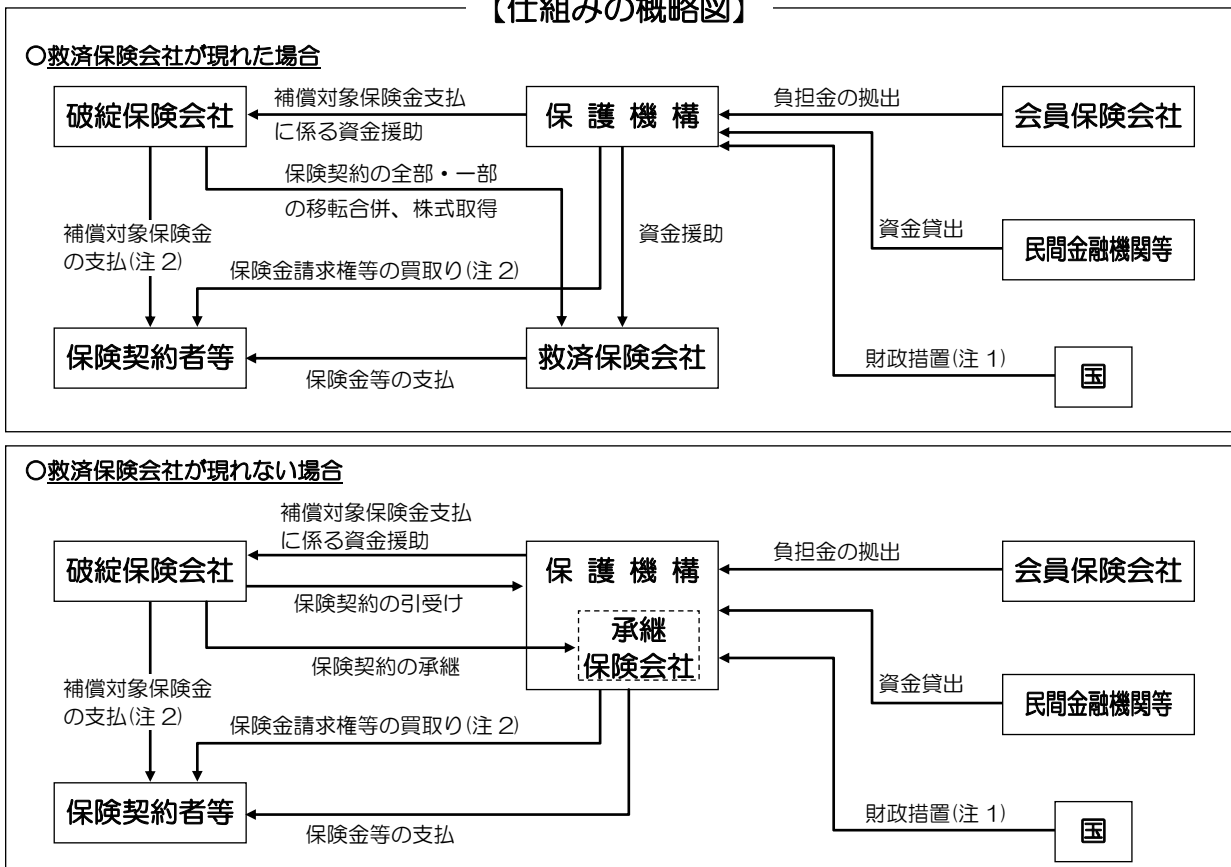 【仕組みの概略図】
○救済保険会社が現れた場合
破綻保険会社
補償対象保険金支払
に係る資金援助
保 護 機 構
負担金の拠出
会員保険会社
保険契約の全部・一部
の移転合併、株式取得
補償対象保険金
の支払(注 2)
資金援助
資金貸出
民間金融機関等
保険金請求権等の買取り(注 2)
保険契約者等
保険金等の支払
救済保険会社
財政措置(注 1)
国
○救済保険会社が現れない場合
補償対象保険金支払
に係る資金援助
破綻保険会社
保 護 機 構
負担金の拠出
会員保険会社
保険契約の引受け
承継
保険会社
保険契約の承継
補償対象保険金
の支払(注 2)
資金貸出
民間金融機関等
保険金請求権等の買取り(注 2)
保険契約者等
保険金等の支払
財政措置(注 1)
国